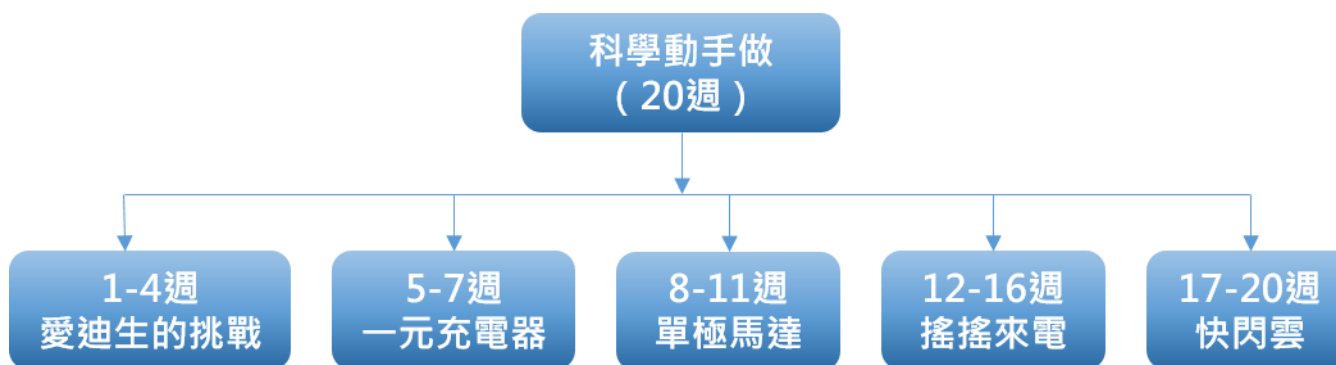 科學動手做
（20週）
1-4週
愛迪生的挑戰
5-7週
一元充電器
8-11週
單極馬達
12-16週
搖搖來電
17-20週
快閃雲